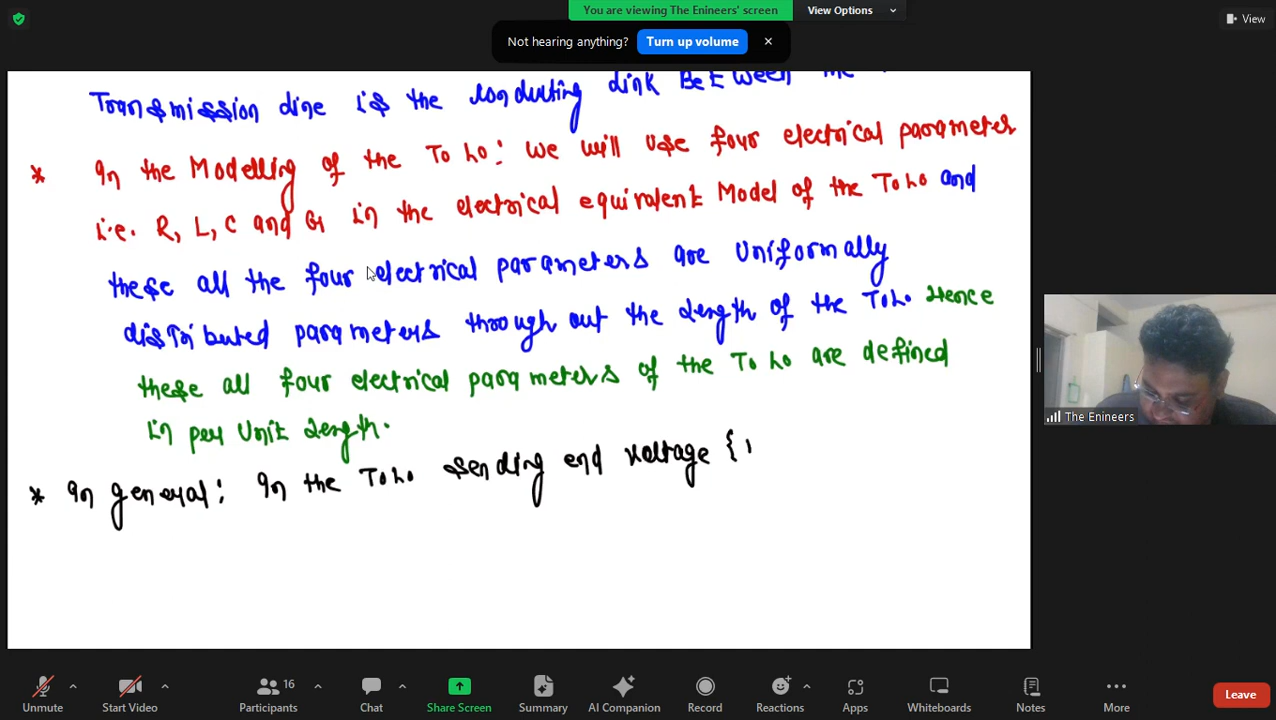 You are viewing The Enineers' screen
View Options
View
Not hearing anything? Turn up volume
Transmission Line is the conducting Link BeTween the
* In the Modelling of the T.L.: We will use four electrical parameter
i.e. R, L, C and G in the electrical equivalent Model of the T.L. and
these all the four electrical parameters are Uniformally
distributed parameters through out the Length of the T.L. Hence
these all four electrical parameters of the T.L. are defined
in per Unit Length.
* In general: In the T.L. sending end voltage {
The Enineers
Unmute
Start Video
16
Participants
Chat
Share Screen
Summary
AI Companion
Record
Reactions
Apps
Whiteboards
Notes
More
Leave